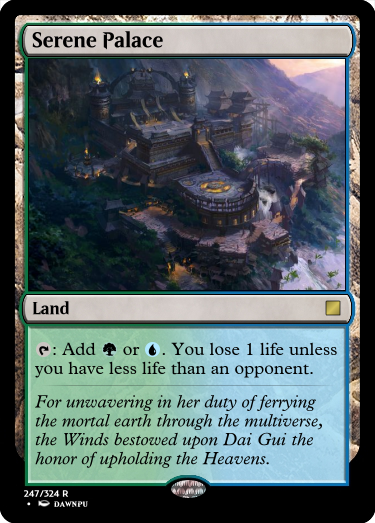 Serene Palace
Land
: Add or . You lose 1 life unless
you have less life than an opponent.
For unwavering in her duty of ferrying
the mortal earth through the multiverse,
the Winds bestowed upon Dai Gui the
honor of upholding the Heavens.
247/324 R
• DAWNPU